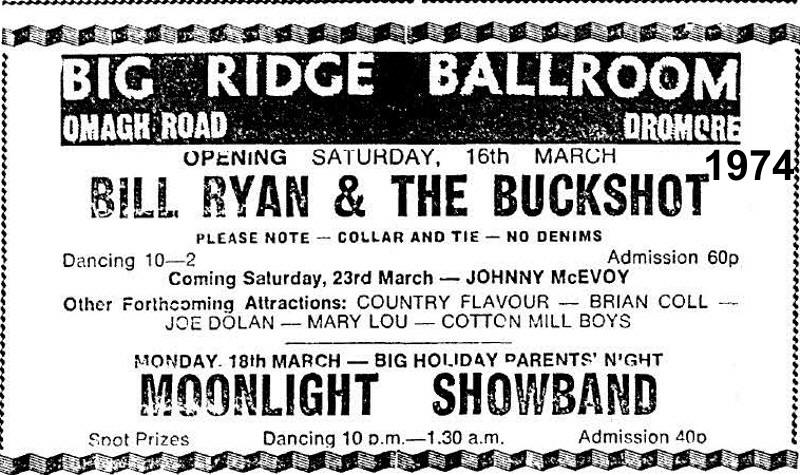 BIG RIDGE BALLROOM
OMAGH ROAD DROMORE
OPENING SATURDAY, 16th MARCH
1974
BILL RYAN & THE BUCKSHOT
PLEASE NOTE — COLLAR AND TIE — NO DENIMS
Dancing 10—2 Admission 60p
Coming Saturday, 23rd March — JOHNNY McEVOY
Other Forthcoming Attractions: COUNTRY FLAVOUR — BRIAN COLL —
JOE DOLAN — MARY LOU — COTTON MILL BOYS
MONDAY, 18th MARCH — BIG HOLIDAY PARENTS' NIGHT
MOONLIGHT SHOWBAND
Spot Prizes Dancing 10 p.m.—1.30 a.m. Admission 40p